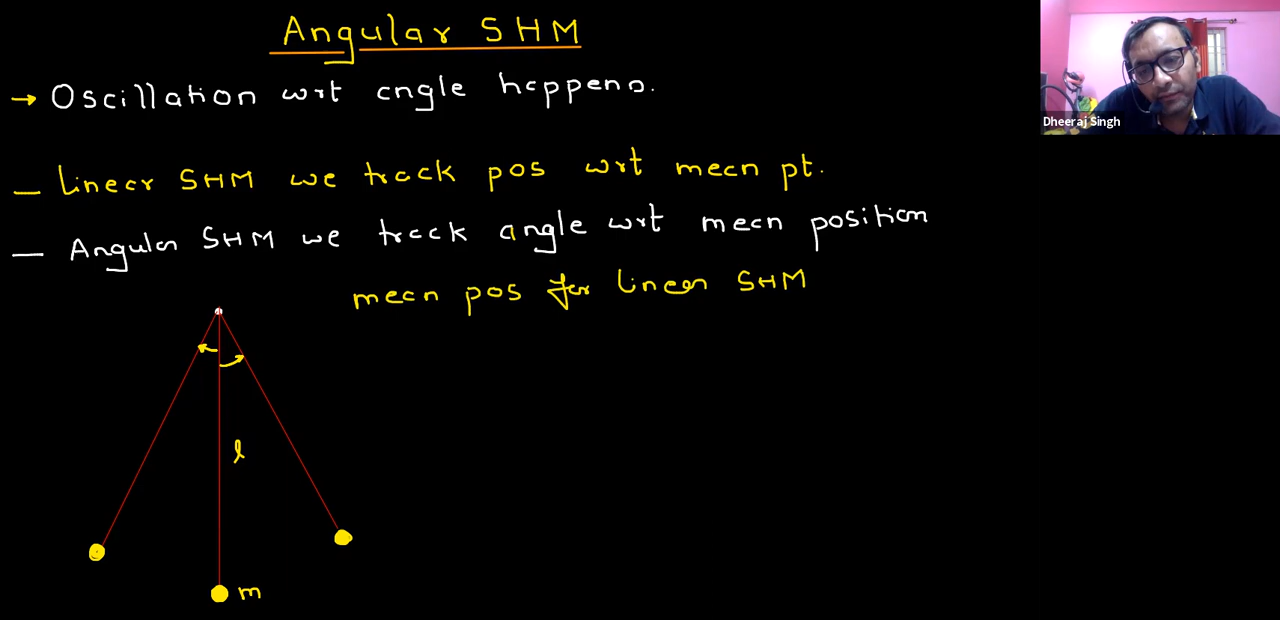 Angular SHM
→ Oscillation wrt angle happens.
— Linear SHM we track pos wrt mean pt.
— Angular SHM we track angle wrt mean position
mean pos for linear SHM
l
m
Dheeraj Singh